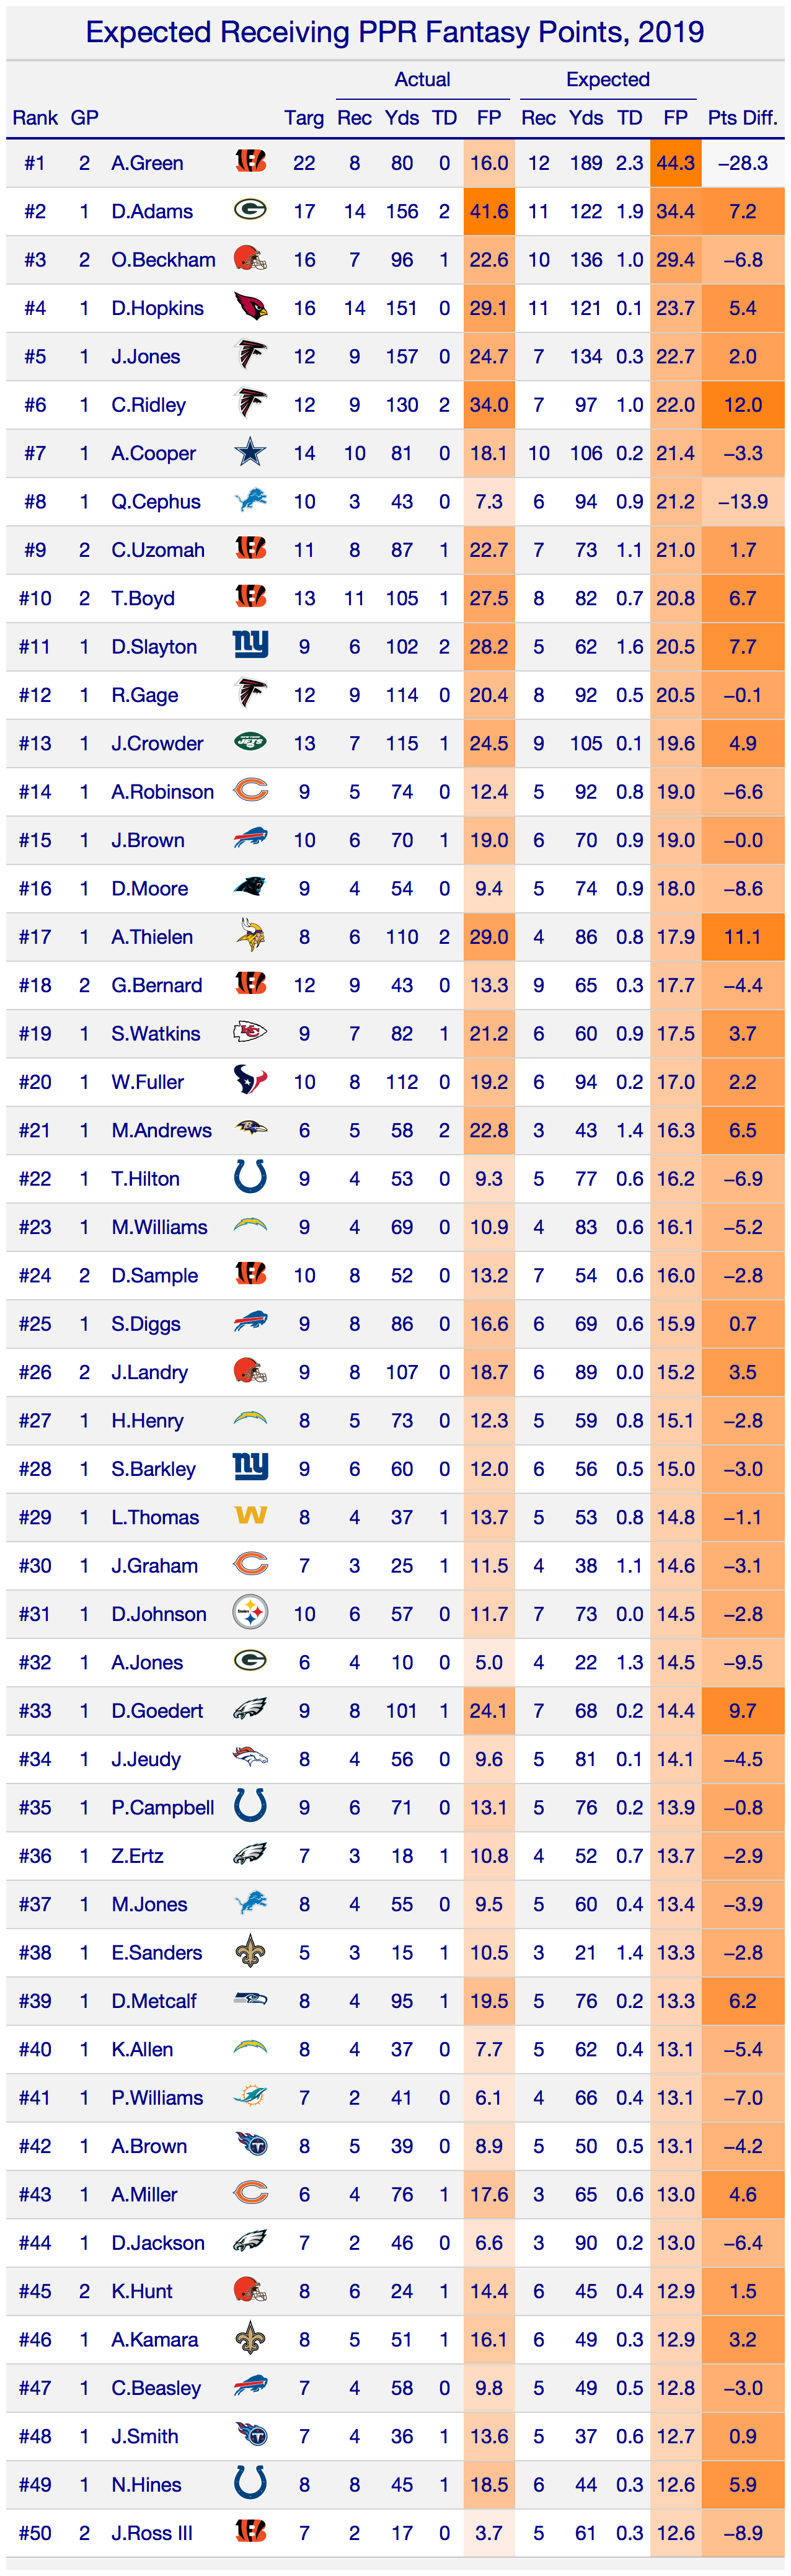 Expected Receiving PPR Fantasy Points, 2019
Actual Expected
Rank GP Targ Rec Yds TD FP Rec Yds TD FP Pts Diff.
#1 2 A.Green 22 8 80 0 16.0 12 189 2.3 44.3 −28.3
#2 1 D.Adams 17 14 156 2 41.6 11 122 1.9 34.4 7.2
#3 2 O.Beckham 16 7 96 1 22.6 10 136 1.0 29.4 −6.8
#4 1 D.Hopkins 16 14 151 0 29.1 11 121 0.1 23.7 5.4
#5 1 J.Jones 12 9 157 0 24.7 7 134 0.3 22.7 2.0
#6 1 C.Ridley 12 9 130 2 34.0 7 97 1.0 22.0 12.0
#7 1 A.Cooper 14 10 81 0 18.1 10 106 0.2 21.4 −3.3
#8 1 Q.Cephus 10 3 43 0 7.3 6 94 0.9 21.2 −13.9
#9 2 C.Uzomah 11 8 87 1 22.7 7 73 1.1 21.0 1.7
#10 2 T.Boyd 13 11 105 1 27.5 8 82 0.7 20.8 6.7
#11 1 D.Slayton ny 9 6 102 2 28.2 5 62 1.6 20.5 7.7
#12 1 R.Gage 12 9 114 0 20.4 8 92 0.5 20.5 −0.1
#13 1 J.Crowder JETS 13 7 115 1 24.5 9 105 0.1 19.6 4.9
#14 1 A.Robinson 9 5 74 0 12.4 5 92 0.8 19.0 −6.6
#15 1 J.Brown 10 6 70 1 19.0 6 70 0.9 19.0 −0.0
#16 1 D.Moore 9 4 54 0 9.4 5 74 0.9 18.0 −8.6
#17 1 A.Thielen 8 6 110 2 29.0 4 86 0.8 17.9 11.1
#18 2 G.Bernard 12 9 43 0 13.3 9 65 0.3 17.7 −4.4
#19 1 S.Watkins KC 9 7 82 1 21.2 6 60 0.9 17.5 3.7
#20 1 W.Fuller 10 8 112 0 19.2 6 94 0.2 17.0 2.2
#21 1 M.Andrews 6 5 58 2 22.8 3 43 1.4 16.3 6.5
#22 1 T.Hilton 9 4 53 0 9.3 5 77 0.6 16.2 −6.9
#23 1 M.Williams 9 4 69 0 10.9 4 83 0.6 16.1 −5.2
#24 2 D.Sample 10 8 52 0 13.2 7 54 0.6 16.0 −2.8
#25 1 S.Diggs 9 8 86 0 16.6 6 69 0.6 15.9 0.7
#26 2 J.Landry 9 8 107 0 18.7 6 89 0.0 15.2 3.5
#27 1 H.Henry 8 5 73 0 12.3 5 59 0.8 15.1 −2.8
#28 1 S.Barkley ny 9 6 60 0 12.0 6 56 0.5 15.0 −3.0
#29 1 L.Thomas W 8 4 37 1 13.7 5 53 0.8 14.8 −1.1
#30 1 J.Graham 7 3 25 1 11.5 4 38 1.1 14.6 −3.1
#31 1 D.Johnson Steelers 10 6 57 0 11.7 7 73 0.0 14.5 −2.8
#32 1 A.Jones 6 4 10 0 5.0 4 22 1.3 14.5 −9.5
#33 1 D.Goedert 9 8 101 1 24.1 7 68 0.2 14.4 9.7
#34 1 J.Jeudy 8 4 56 0 9.6 5 81 0.1 14.1 −4.5
#35 1 P.Campbell 9 6 71 0 13.1 5 76 0.2 13.9 −0.8
#36 1 Z.Ertz 7 3 18 1 10.8 4 52 0.7 13.7 −2.9
#37 1 M.Jones 8 4 55 0 9.5 5 60 0.4 13.4 −3.9
#38 1 E.Sanders 5 3 15 1 10.5 3 21 1.4 13.3 −2.8
#39 1 D.Metcalf 8 4 95 1 19.5 5 76 0.2 13.3 6.2
#40 1 K.Allen 8 4 37 0 7.7 5 62 0.4 13.1 −5.4
#41 1 P.Williams 7 2 41 0 6.1 4 66 0.4 13.1 −7.0
#42 1 A.Brown T 8 5 39 0 8.9 5 50 0.5 13.1 −4.2
#43 1 A.Miller 6 4 76 1 17.6 3 65 0.6 13.0 4.6
#44 1 D.Jackson 7 2 46 0 6.6 3 90 0.2 13.0 −6.4
#45 2 K.Hunt 8 6 24 1 14.4 6 45 0.4 12.9 1.5
#46 1 A.Kamara 8 5 51 1 16.1 6 49 0.3 12.9 3.2
#47 1 C.Beasley 7 4 58 0 9.8 5 49 0.5 12.8 −3.0
#48 1 J.Smith T 7 4 36 1 13.6 5 37 0.6 12.7 0.9
#49 1 N.Hines 8 8 45 1 18.5 6 44 0.3 12.6 5.9
#50 2 J.Ross III 7 2 17 0 3.7 5 61 0.3 12.6 −8.9